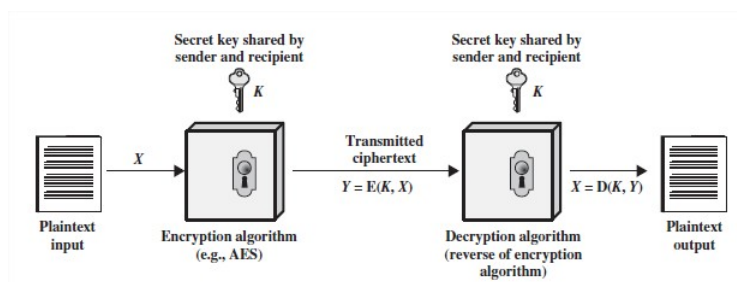 Secret key shared by
sender and recipient
K
Secret key shared by
sender and recipient
K
X
Transmitted
ciphertext
Y = E(K, X)
X = D(K, Y)
Plaintext
input
Encryption algorithm
(e.g., AES)
Decryption algorithm
(reverse of encryption
algorithm)
Plaintext
output